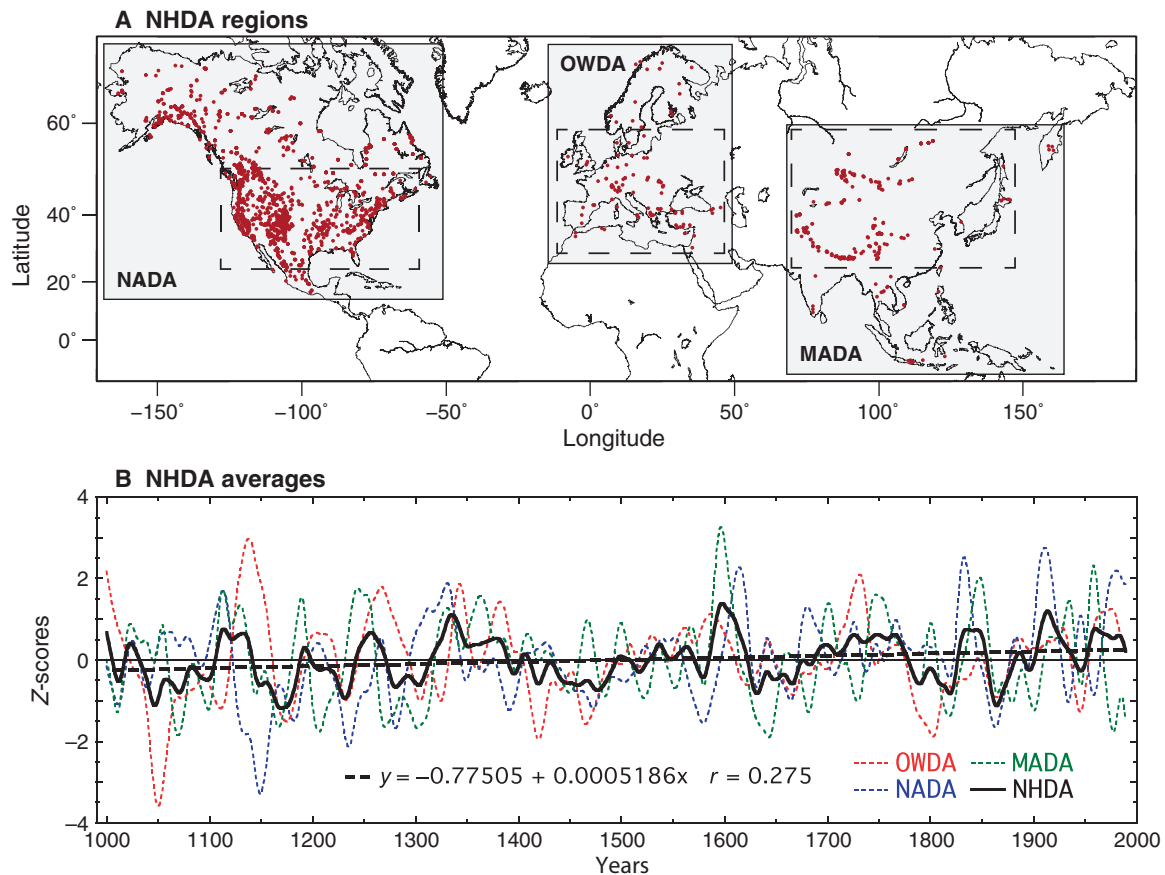 A NHDA regions
OWDA
60˚
40˚
20˚
0˚
Latitude
NADA
MADA
−150˚ −100˚ −50˚ 0˚ 50˚ 100˚ 150˚
Longitude
B NHDA averages
4
2
0
−2
−4
Z-scores
y = −0.77505 + 0.0005186x r = 0.275
OWDA MADA
NADA NHDA
1000 1100 1200 1300 1400 1500 1600 1700 1800 1900 2000
Years